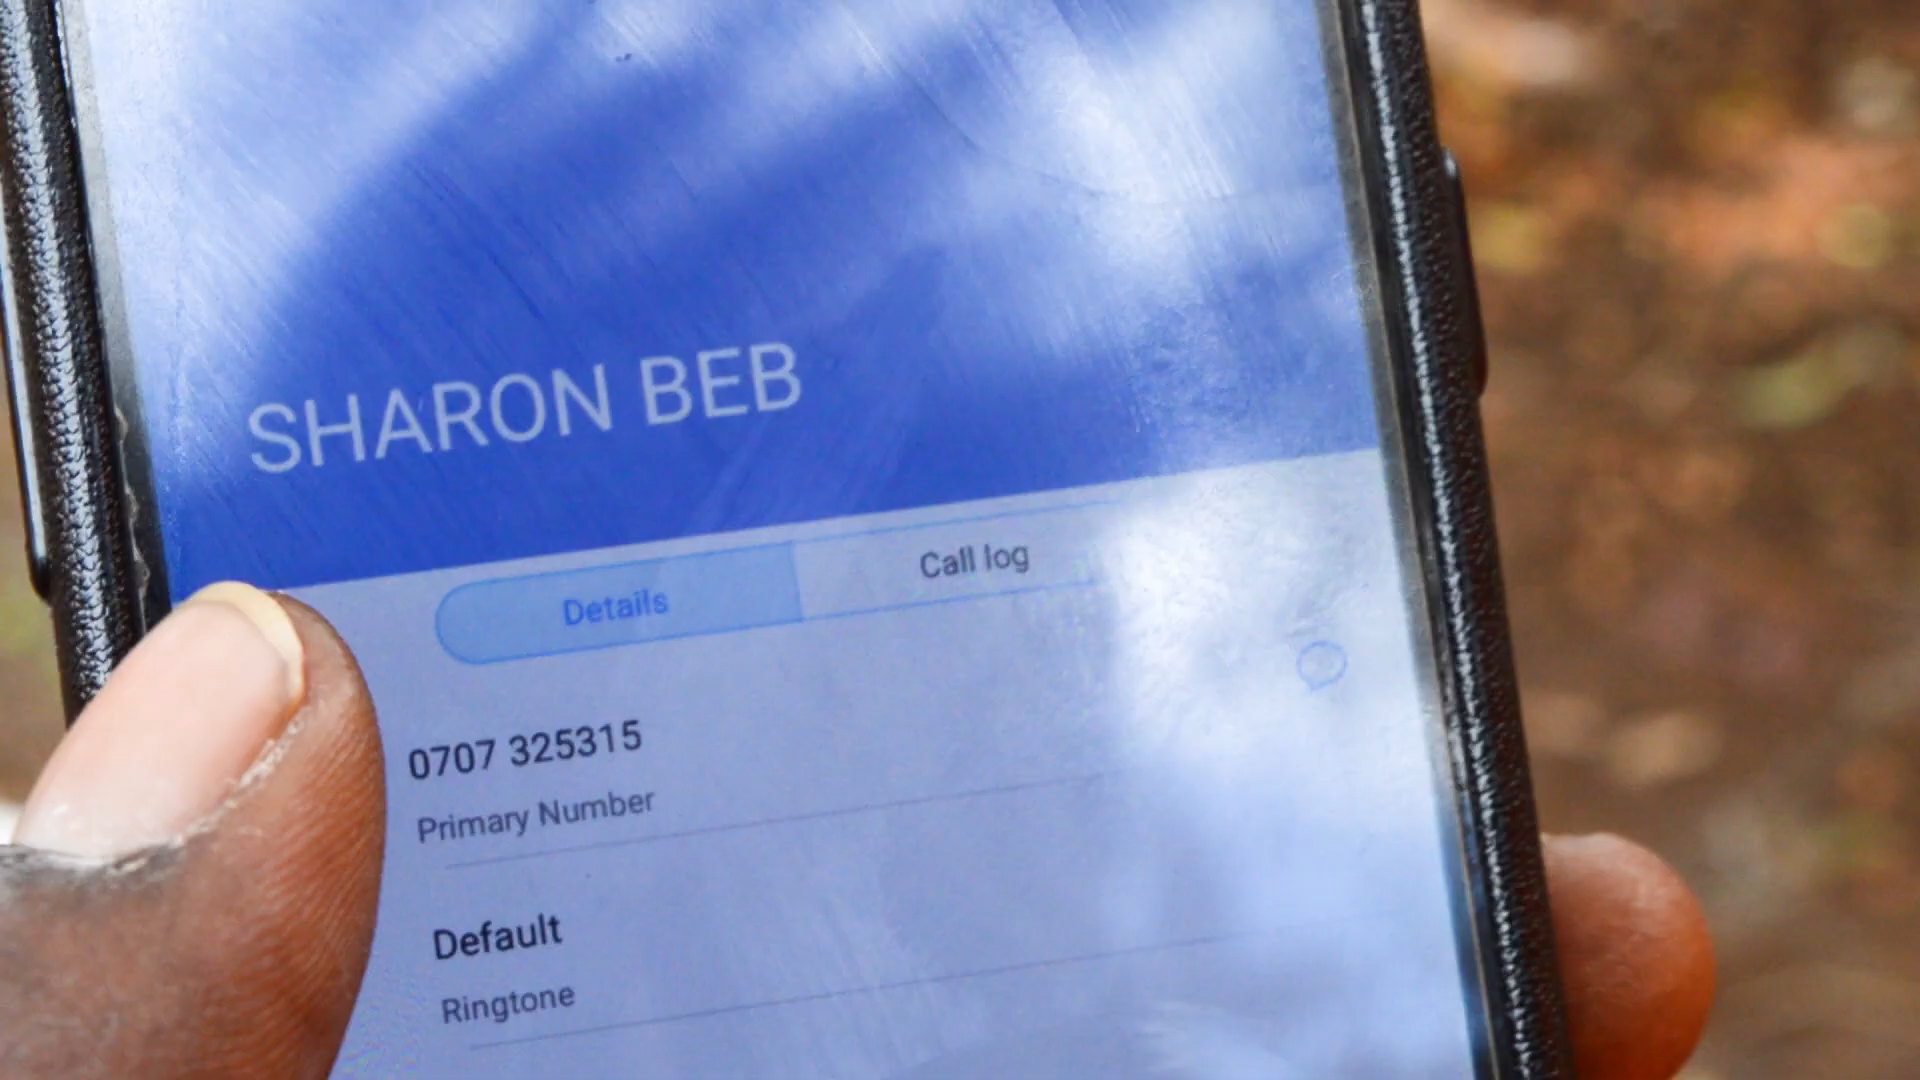 SHARON BEB
Details
Call log
0707 325315
Primary Number
Default
Ringtone